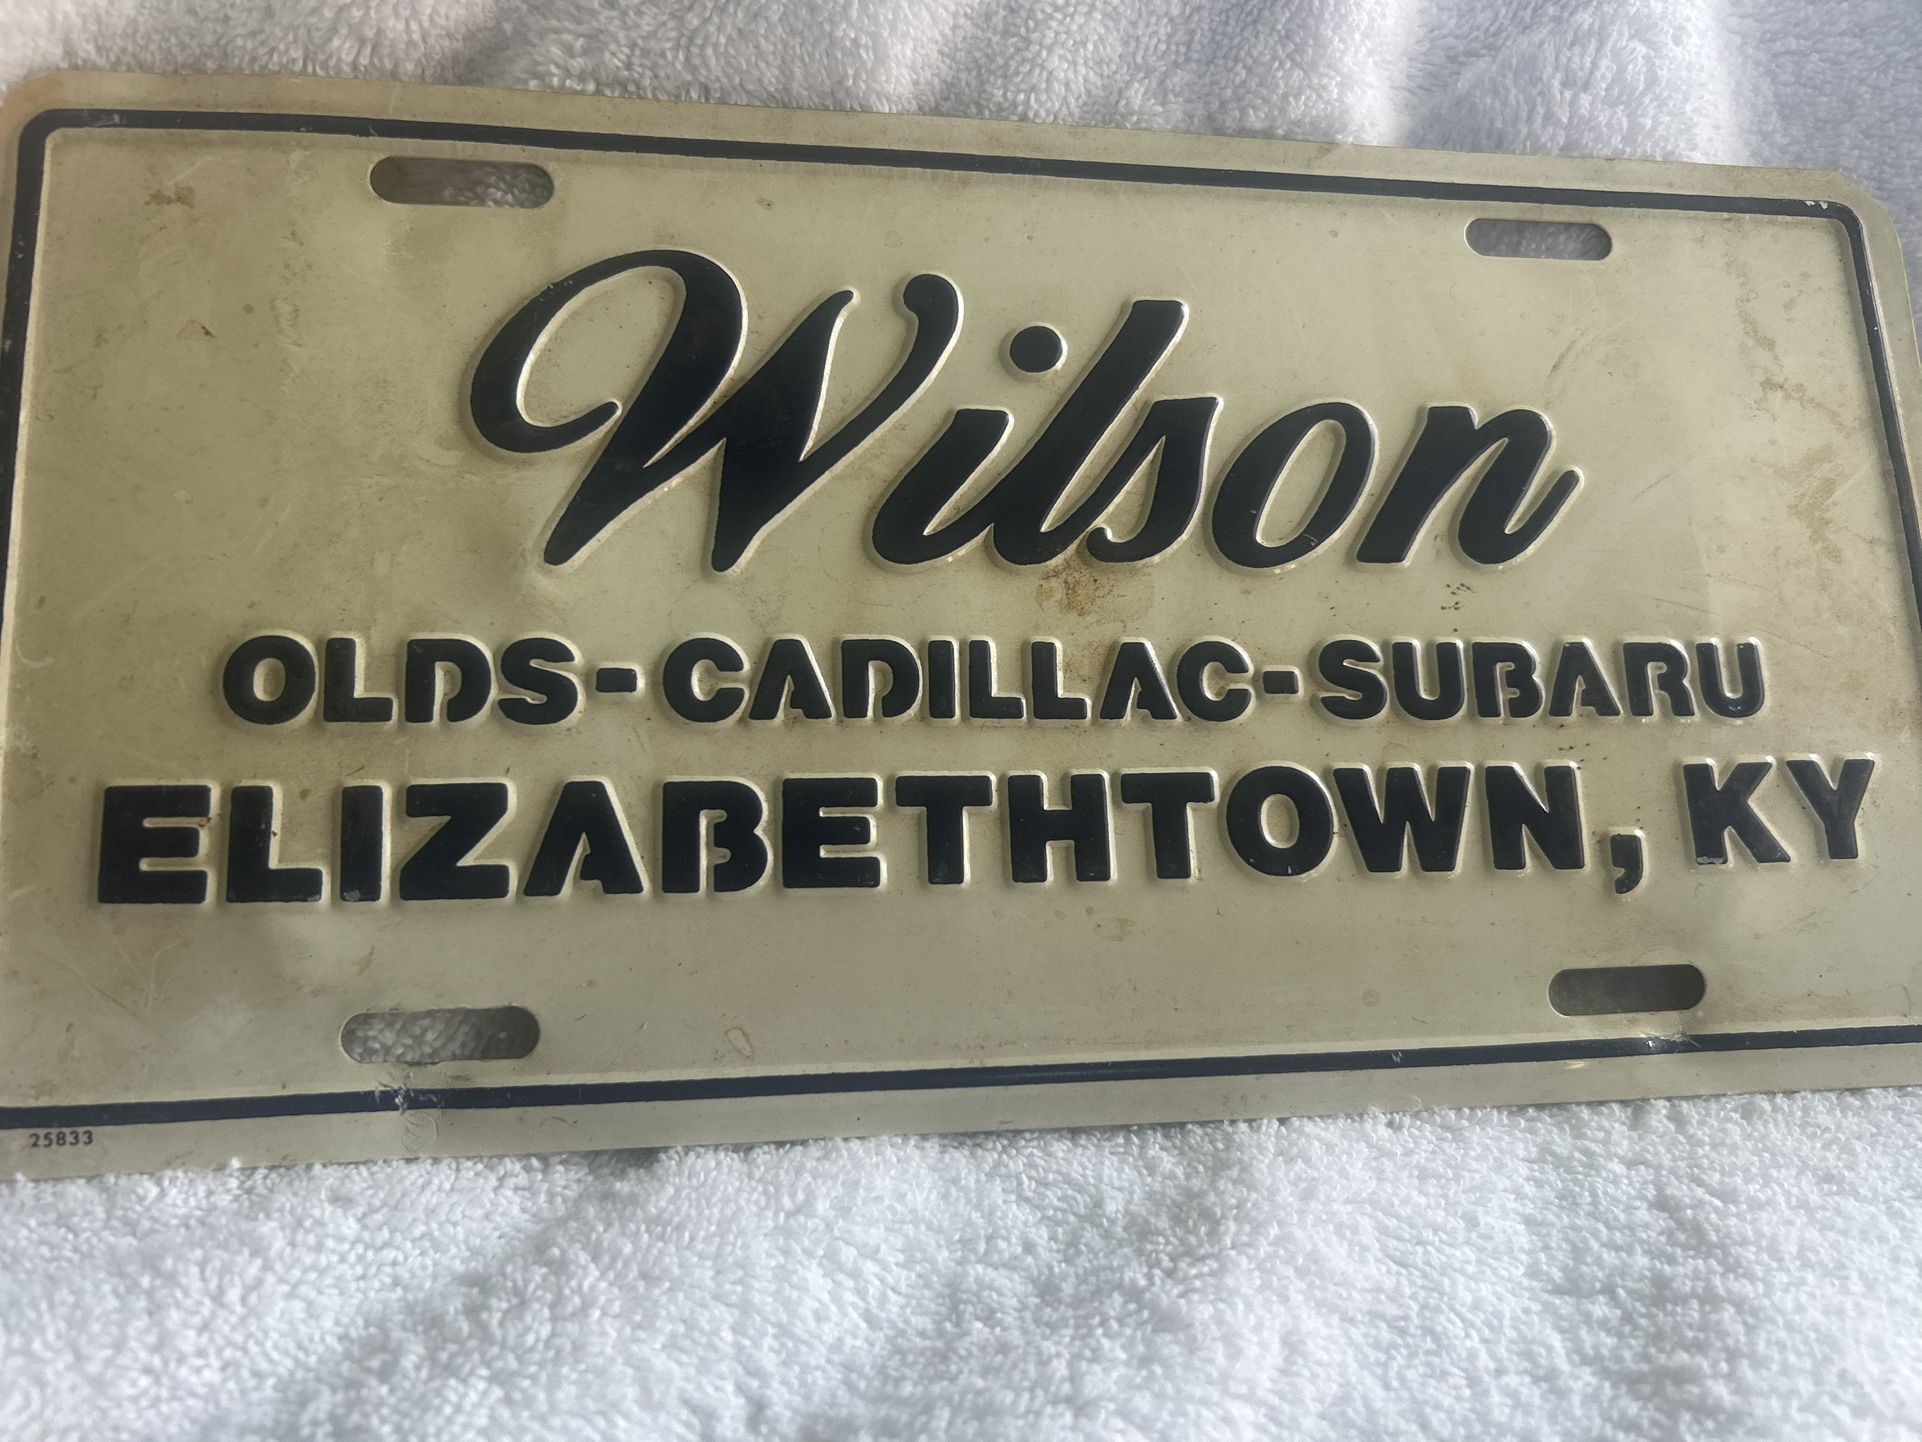 Wilson
OLDS-CADILLAC-SUBARU
ELIZABETHTOWN, KY
25833